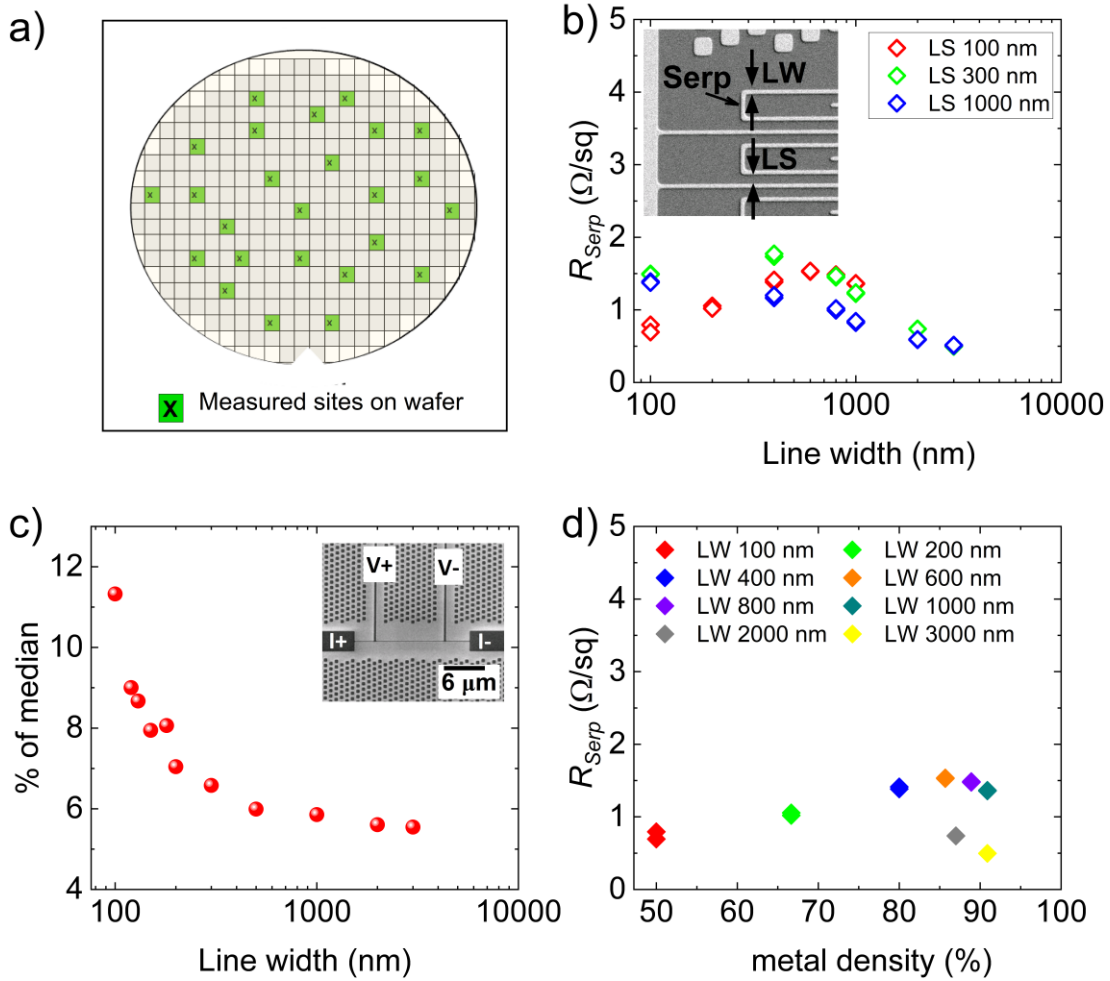 a)
X Measured sites on wafer
b)
5
4
3
2
1
0
100
1000
10000
R_Serp (Ω/sq)
Line width (nm)
LS 100 nm
LS 300 nm
LS 1000 nm
Serp
LW
LS
c)
12
10
8
6
4
100
1000
10000
% of median
Line width (nm)
V+
V-
I+
I-
6 μm
d)
5
4
3
2
1
0
50
60
70
80
90
100
R_Serp (Ω/sq)
metal density (%)
LW 100 nm
LW 200 nm
LW 400 nm
LW 600 nm
LW 800 nm
LW 1000 nm
LW 2000 nm
LW 3000 nm